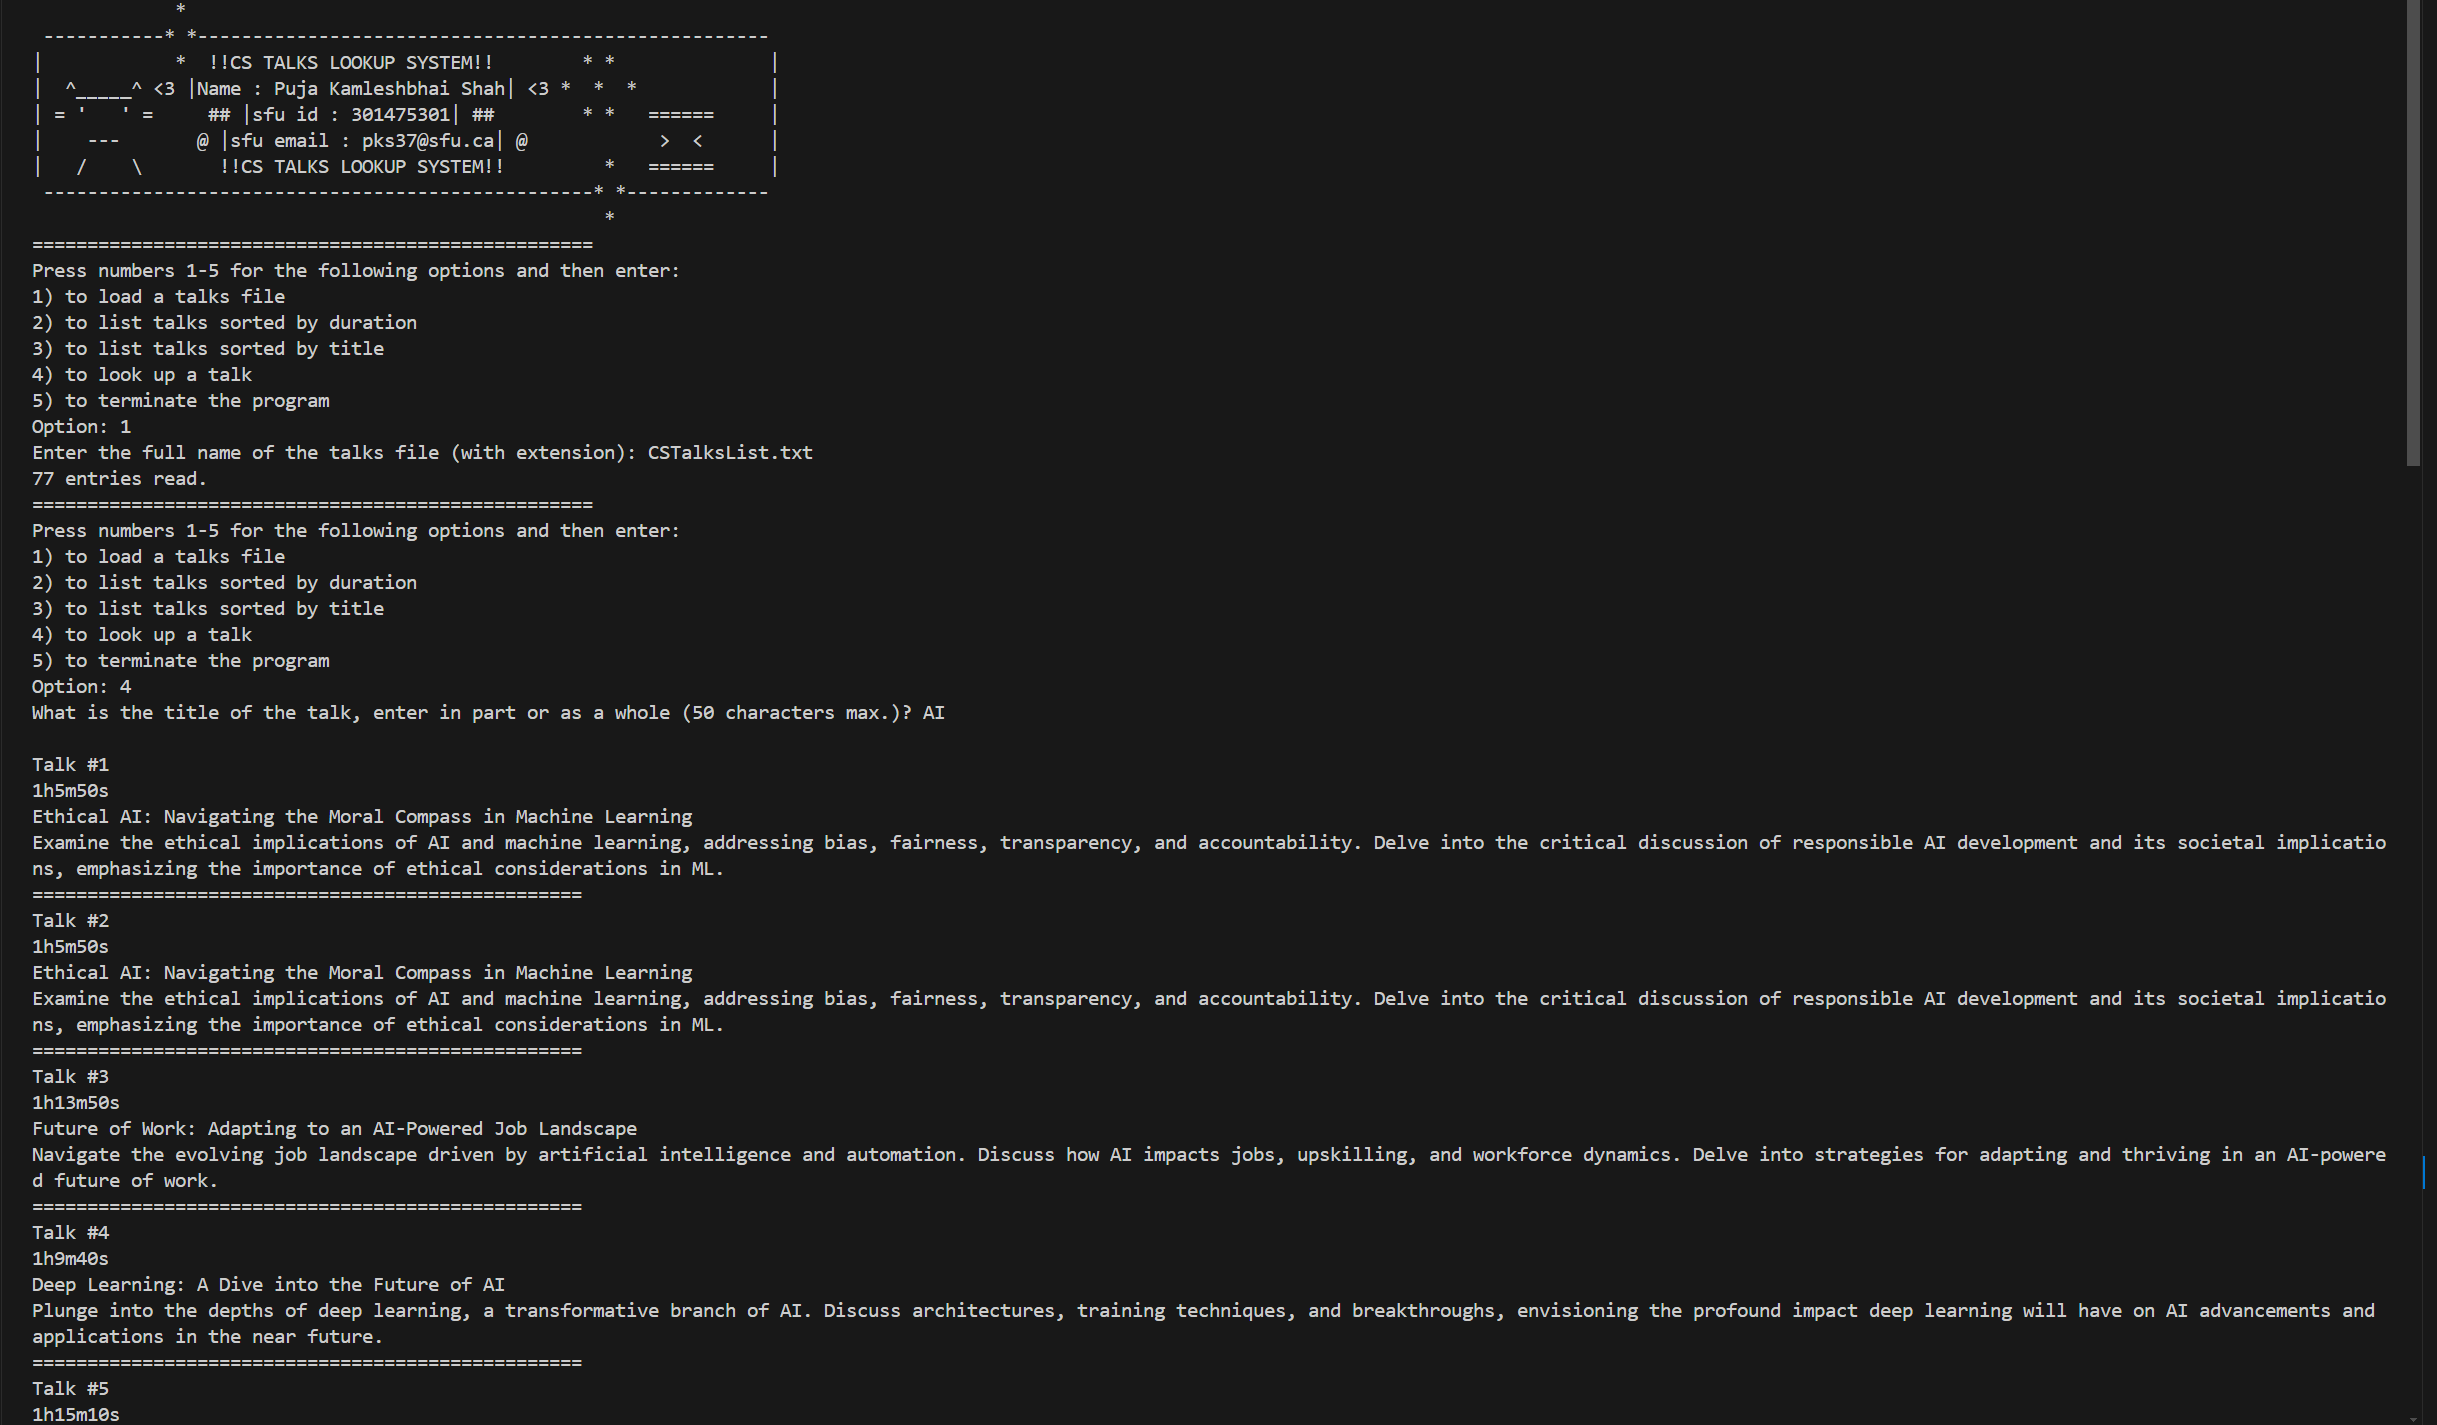 *
-----------* *----------------------------------------------------
|            *  !!CS TALKS LOOKUP SYSTEM!!        * *              |
|  ^_____^ <3 |Name : Puja Kamleshbhai Shah| <3 *  *  *            |
| = '   ' =     ## |sfu id : 301475301| ##        * *   ======     |
|    ---       @ |sfu email : pks37@sfu.ca| @            >  <      |
|   /    \       !!CS TALKS LOOKUP SYSTEM!!         *   ======     |
--------------------------------------------------* *-------------
                                                   *
===================================================
Press numbers 1-5 for the following options and then enter:
1) to load a talks file
2) to list talks sorted by duration
3) to list talks sorted by title
4) to look up a talk
5) to terminate the program
Option: 1
Enter the full name of the talks file (with extension): CSTalksList.txt
77 entries read.
===================================================
Press numbers 1-5 for the following options and then enter:
1) to load a talks file
2) to list talks sorted by duration
3) to list talks sorted by title
4) to look up a talk
5) to terminate the program
Option: 4
What is the title of the talk, enter in part or as a whole (50 characters max.)? AI
Talk #1
1h5m50s
Ethical AI: Navigating the Moral Compass in Machine Learning
Examine the ethical implications of AI and machine learning, addressing bias, fairness, transparency, and accountability. Delve into the critical discussion of responsible AI development and its societal implicatio
ns, emphasizing the importance of ethical considerations in ML.
==================================================
Talk #2
1h5m50s
Ethical AI: Navigating the Moral Compass in Machine Learning
Examine the ethical implications of AI and machine learning, addressing bias, fairness, transparency, and accountability. Delve into the critical discussion of responsible AI development and its societal implicatio
ns, emphasizing the importance of ethical considerations in ML.
==================================================
Talk #3
1h13m50s
Future of Work: Adapting to an AI-Powered Job Landscape
Navigate the evolving job landscape driven by artificial intelligence and automation. Discuss how AI impacts jobs, upskilling, and workforce dynamics. Delve into strategies for adapting and thriving in an AI-powere
d future of work.
==================================================
Talk #4
1h9m40s
Deep Learning: A Dive into the Future of AI
Plunge into the depths of deep learning, a transformative branch of AI. Discuss architectures, training techniques, and breakthroughs, envisioning the profound impact deep learning will have on AI advancements and
applications in the near future.
==================================================
Talk #5
1h15m10s